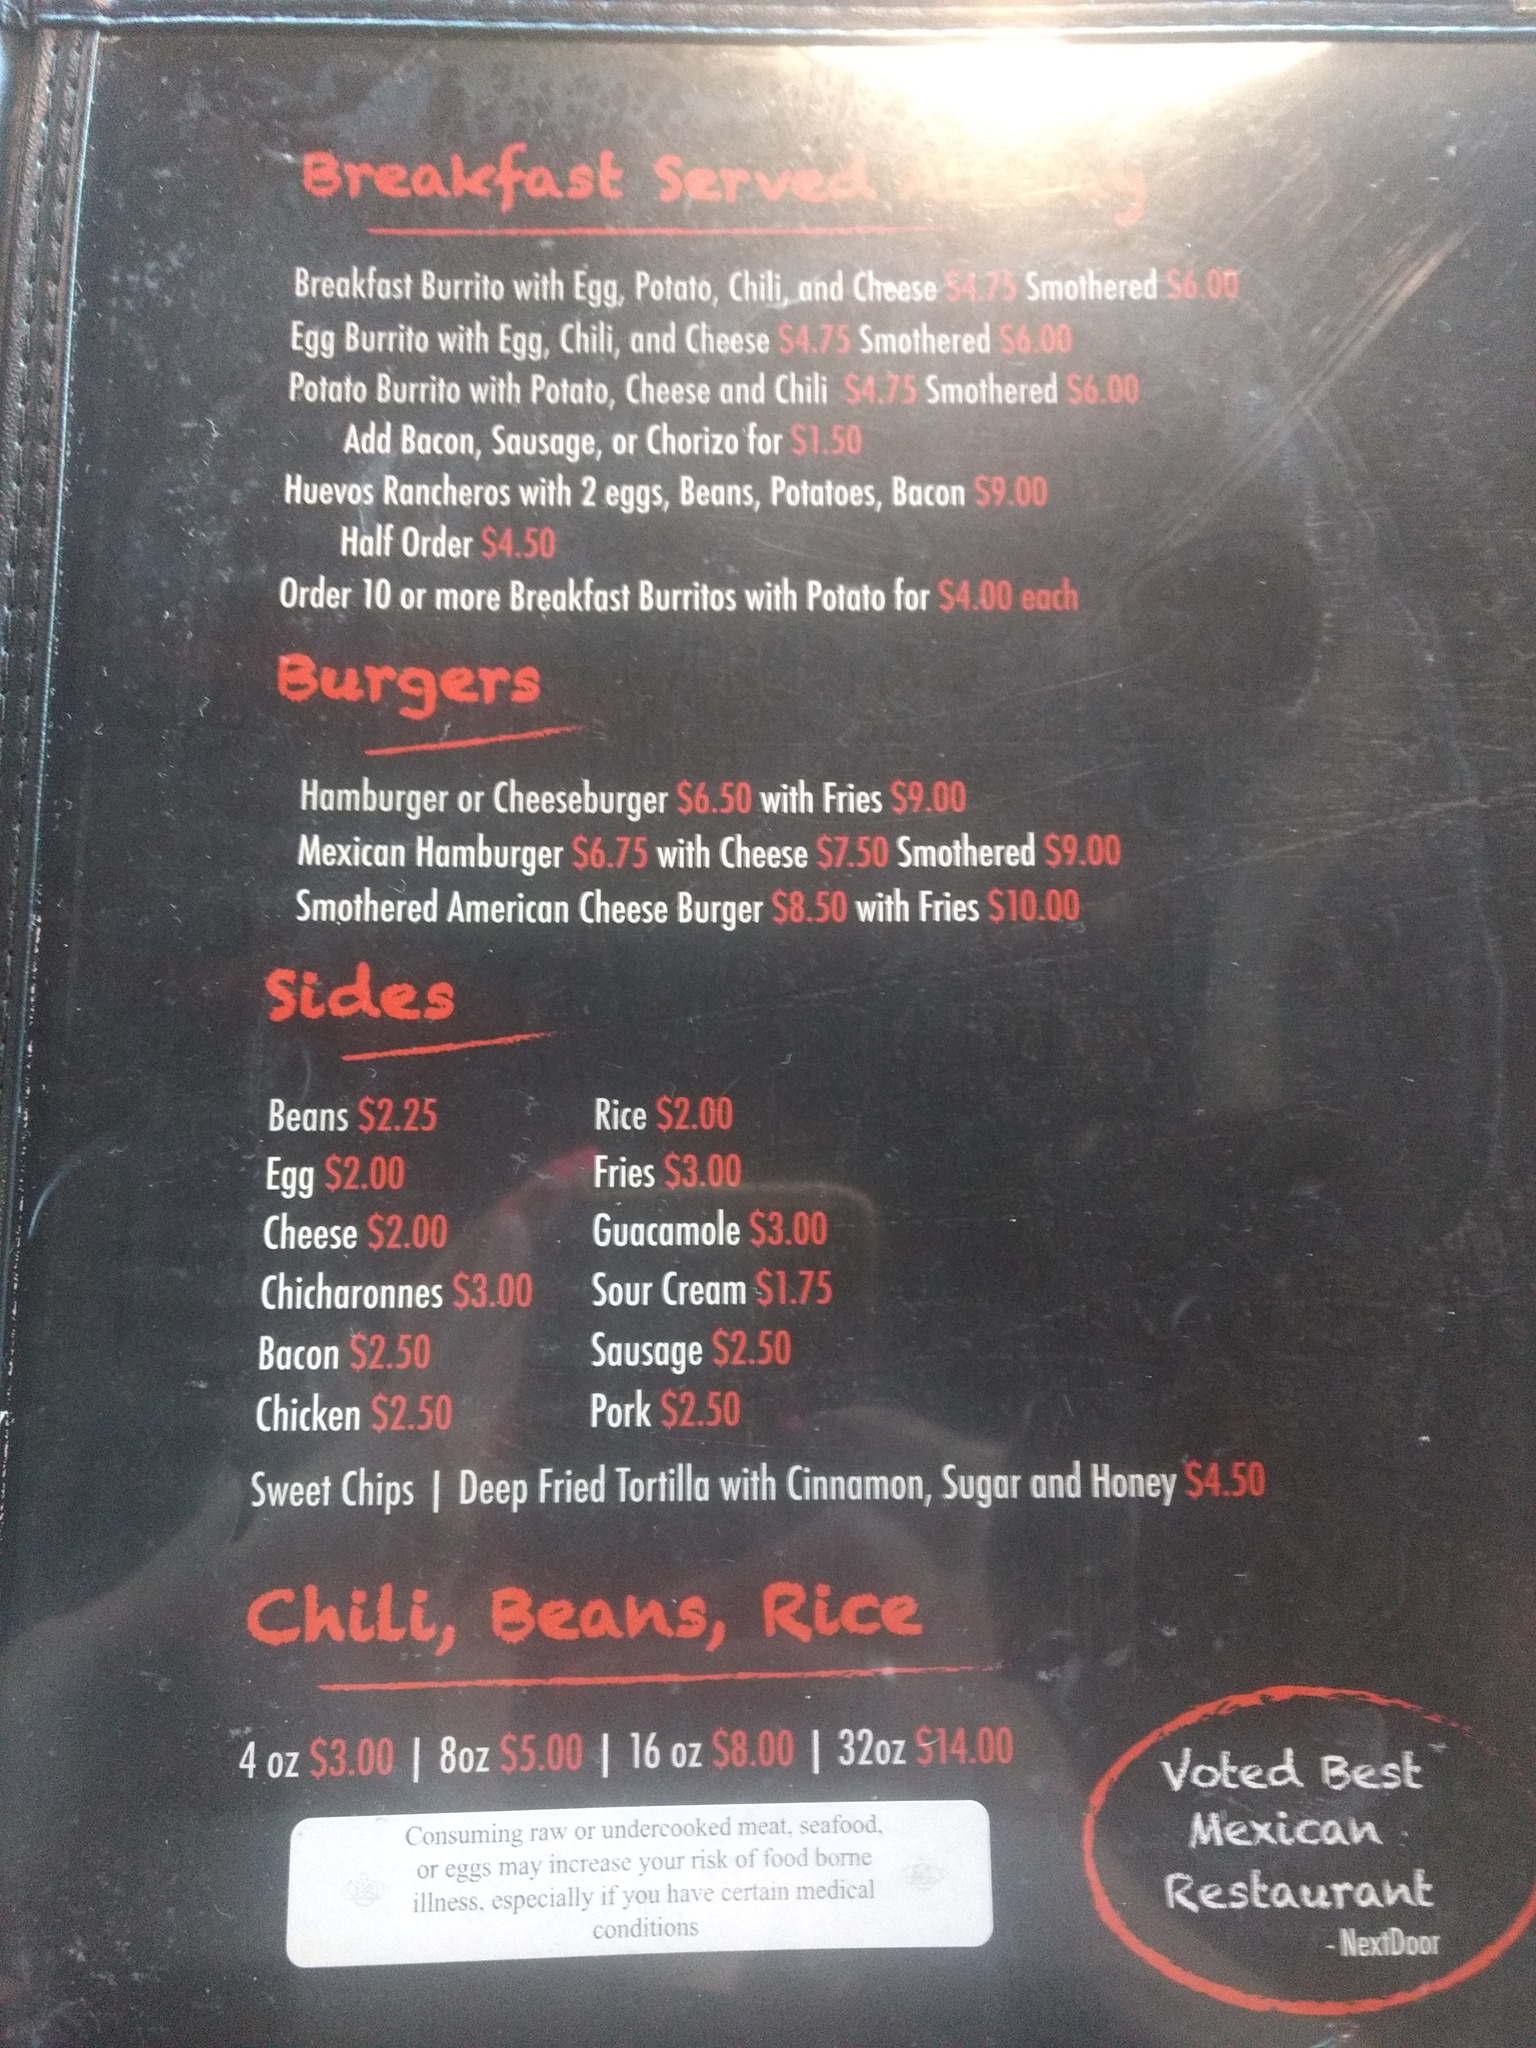 Breakfast Served
Breakfast Burrito with Egg, Potato, Chili, and Cheese $4.75 Smothered $6.00
Egg Burrito with Egg, Chili, and Cheese $4.75 Smothered $6.00
Potato Burrito with Potato, Cheese and Chili $4.75 Smothered $6.00
Add Bacon, Sausage, or Chorizo for $1.50
Huevos Rancheros with 2 eggs, Beans, Potatoes, Bacon $9.00
Half Order $4.50
Order 10 or more Breakfast Burritos with Potato for $4.00 each
Burgers
Hamburger or Cheeseburger $6.50 with Fries $9.00
Mexican Hamburger $6.75 with Cheese $7.50 Smothered $9.00
Smothered American Cheese Burger $8.50 with Fries $10.00
Sides
Beans $2.25 Rice $2.00
Egg $2.00 Fries $3.00
Cheese $2.00 Guacamole $3.00
Chicharonnes $3.00 Sour Cream $1.75
Bacon $2.50 Sausage $2.50
Chicken $2.50 Pork $2.50
Sweet Chips | Deep Fried Tortilla with Cinnamon, Sugar and Honey $4.50
Chili, Beans, Rice
4 oz $3.00 | 8oz $5.00 | 16 oz $8.00 | 32oz $14.00
Consuming raw or undercooked meat, seafood,
or eggs may increase your risk of food borne
illness, especially if you have certain medical
conditions
Voted Best
Mexican
Restaurant
-NextDoor